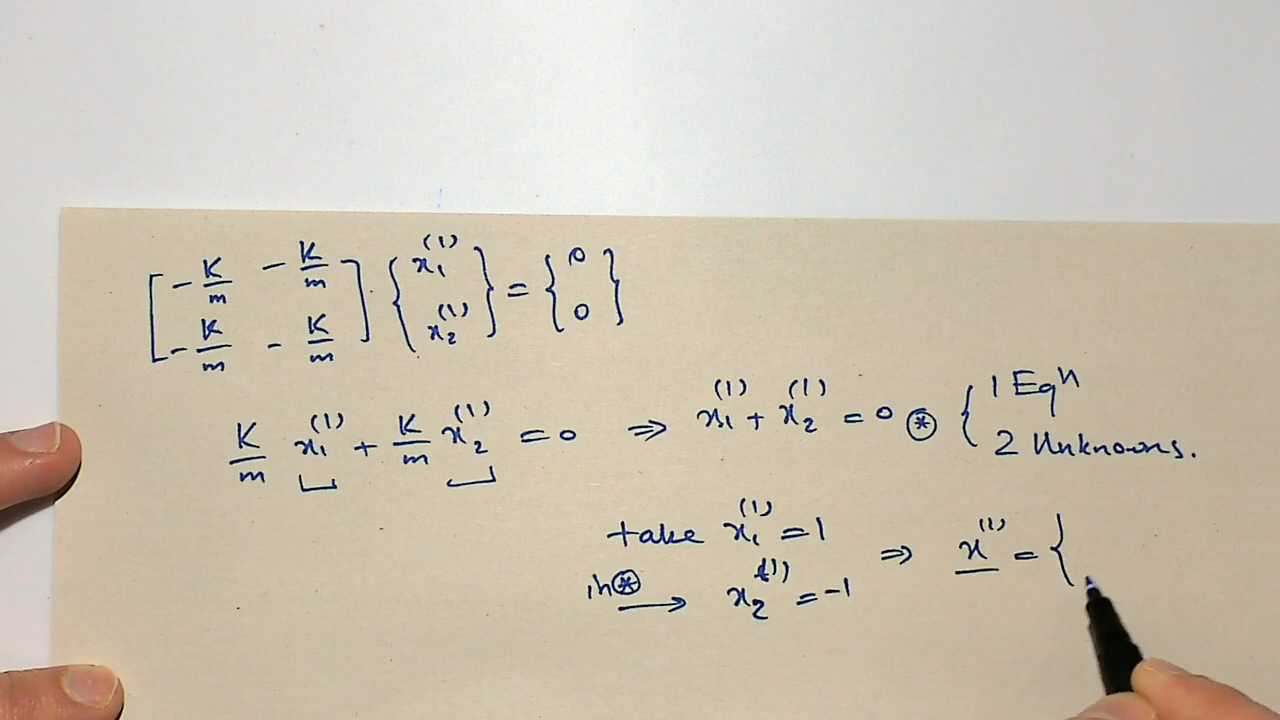 [ -K/m -K/m ; -K/m -K/m ] { x₁⁽¹⁾ ; x₂⁽¹⁾ } = { 0 ; 0 }
K/m x₁⁽¹⁾ + K/m x₂⁽¹⁾ = 0 ⇒ x₁⁽¹⁾ + x₂⁽¹⁾ = 0 ⊛ { 1 Eqⁿ
2 Unknowns.
take x₁⁽¹⁾ = 1
in ⊛ → x₂⁽¹⁾ = -1 ⇒ x⁽¹⁾ = {